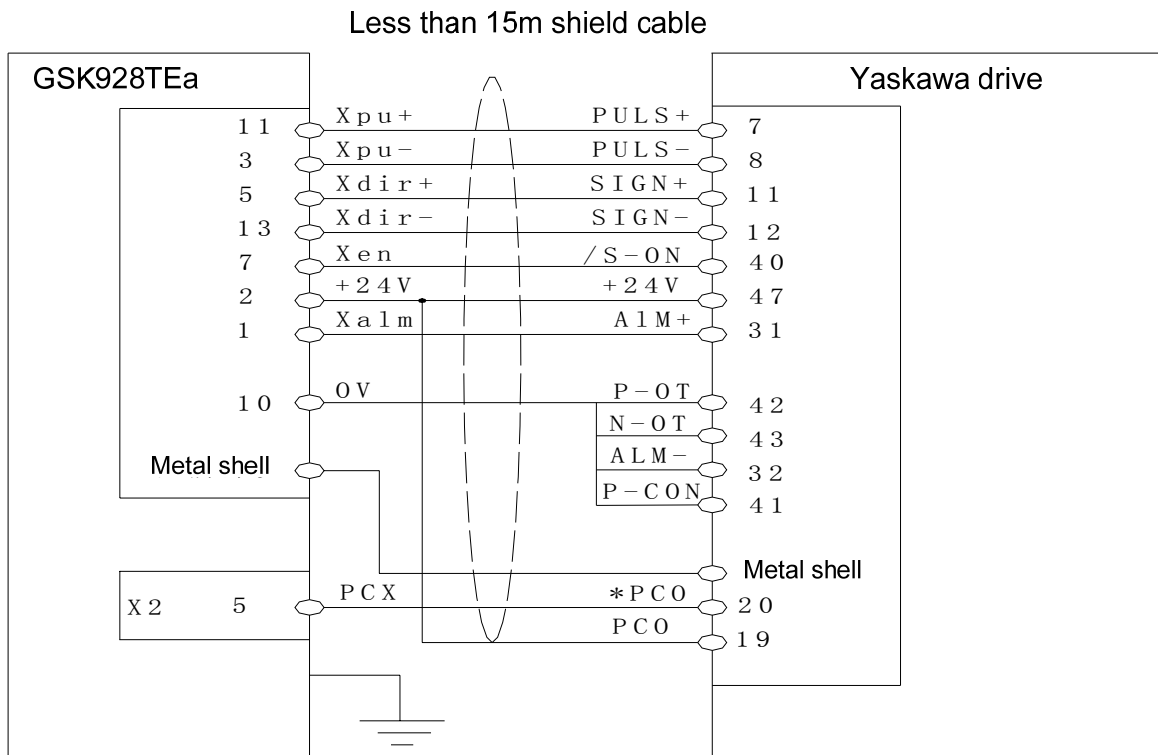 Less than 15m shield cable
GSK928TEa Yaskawa drive
11 Xpu+ PULS+ 7
3 Xpu- PULS- 8
5 Xdir+ SIGN+ 11
13 Xdir- SIGN- 12
7 Xen /S-ON 40
2 +24V +24V 47
1 Xalm AlM+ 31
10 0V P-OT 42
N-OT 43
Metal shell ALM- 32
P-CON 41
Metal shell
X2 5 PCX *PCO 20
PCO 19